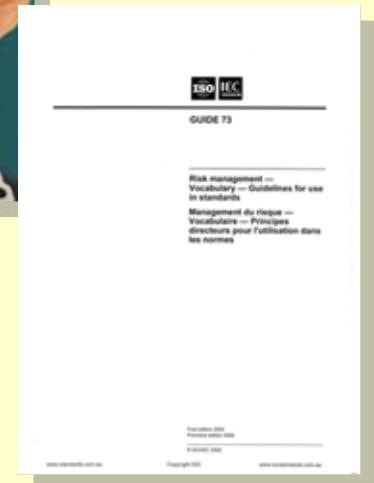 ISO IEC
GUIDE 73
Risk management —
Vocabulary — Guidelines for use
in standards
Management du risque —
Vocabulaire — Principes
directeurs pour l'utilisation dans
les normes
First edition 2002
Première édition 2002
© ISO/IEC 2002
www.standards.com.au
Copyright ISO
www.isostandards.com.au